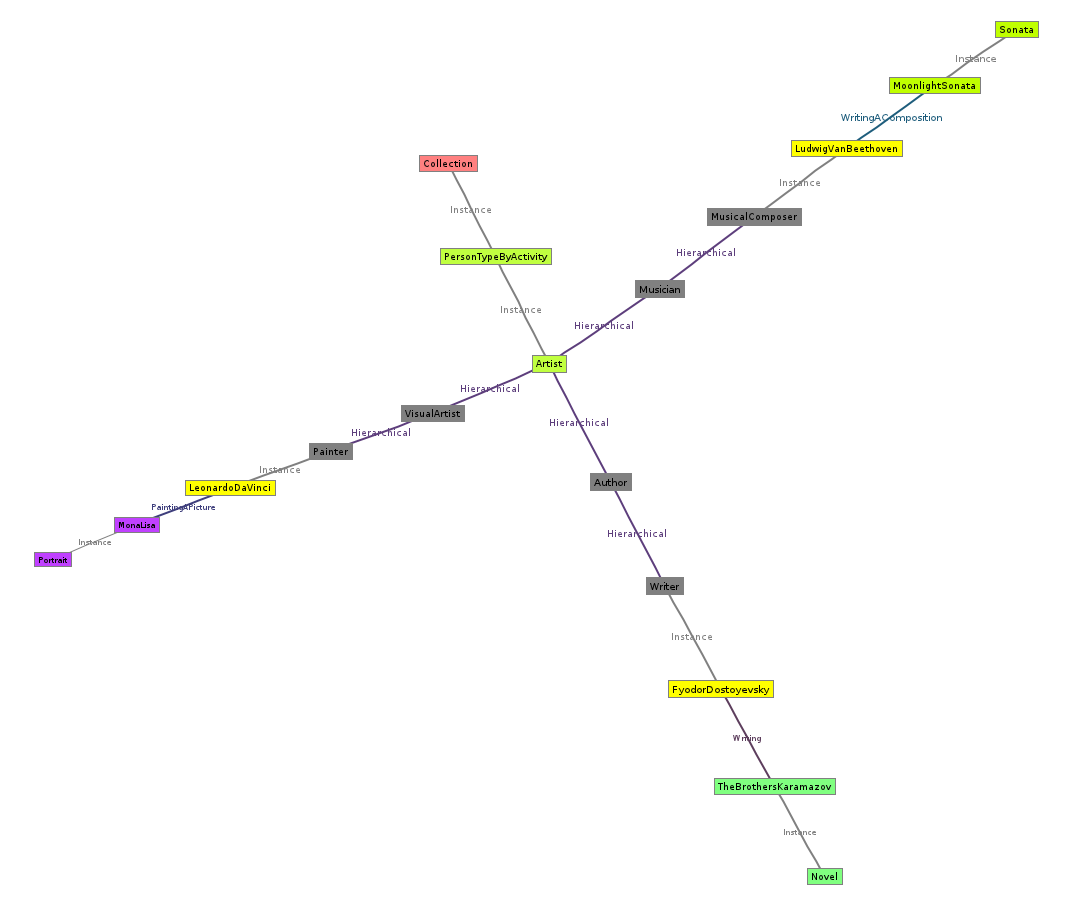 Sonata
Instance
MoonlightSonata
WritingAComposition
LudwigVanBeethoven
Collection
Instance
Instance
MusicalComposer
Hierarchical
PersonTypeByActivity
Musician
Instance
Hierarchical
Artist
Hierarchical
VisualArtist
Hierarchical
Hierarchical
Painter
Instance
LeonardoDaVinci
Author
PaintingAPicture
MonaLisa
Hierarchical
Instance
Portrait
Writer
Instance
FyodorDostoyevsky
Writing
TheBrothersKaramazov
Instance
Novel